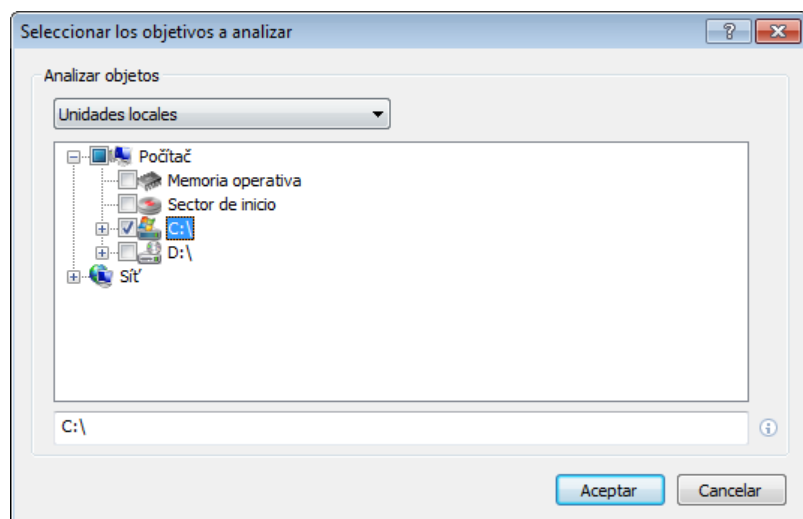 Seleccionar los objetivos a analizar
Analizar objetos
Unidades locales
Počítač
Memoria operativa
Sector de inicio
C:\
D:\
Síť
C:\
Aceptar
Cancelar